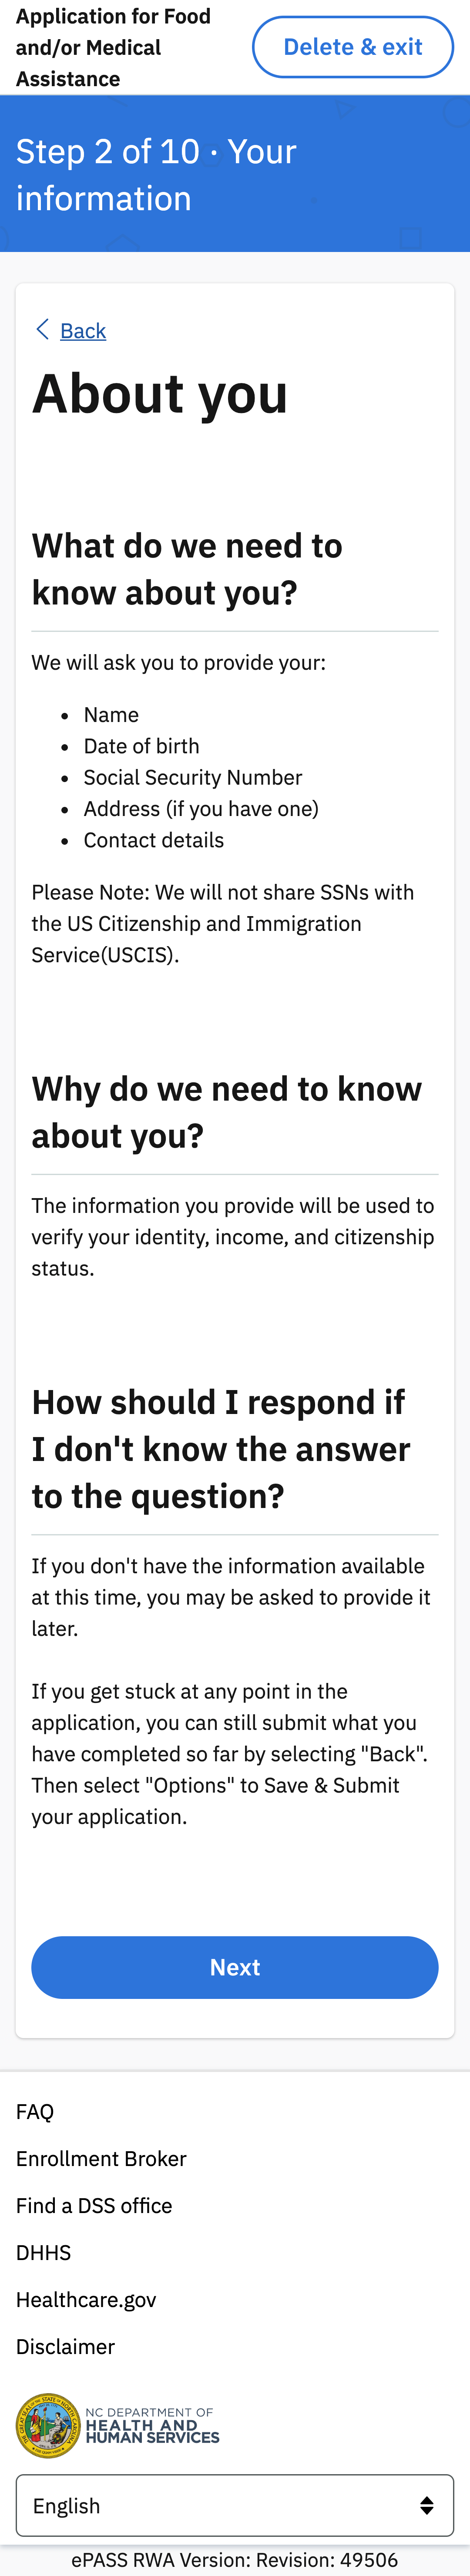 Application for Food
and/or Medical
Assistance
Delete & exit
Step 2 of 10 · Your
information
Back
About you
What do we need to
know about you?
We will ask you to provide your:
• Name
• Date of birth
• Social Security Number
• Address (if you have one)
• Contact details
Please Note: We will not share SSNs with
the US Citizenship and Immigration
Service(USCIS).
Why do we need to know
about you?
The information you provide will be used to
verify your identity, income, and citizenship
status.
How should I respond if
I don't know the answer
to the question?
If you don't have the information available
at this time, you may be asked to provide it
later.
If you get stuck at any point in the
application, you can still submit what you
have completed so far by selecting "Back".
Then select "Options" to Save & Submit
your application.
Next
FAQ
Enrollment Broker
Find a DSS office
DHHS
Healthcare.gov
Disclaimer
NC DEPARTMENT OF
HEALTH AND
HUMAN SERVICES
English
ePASS RWA Version: Revision: 49506